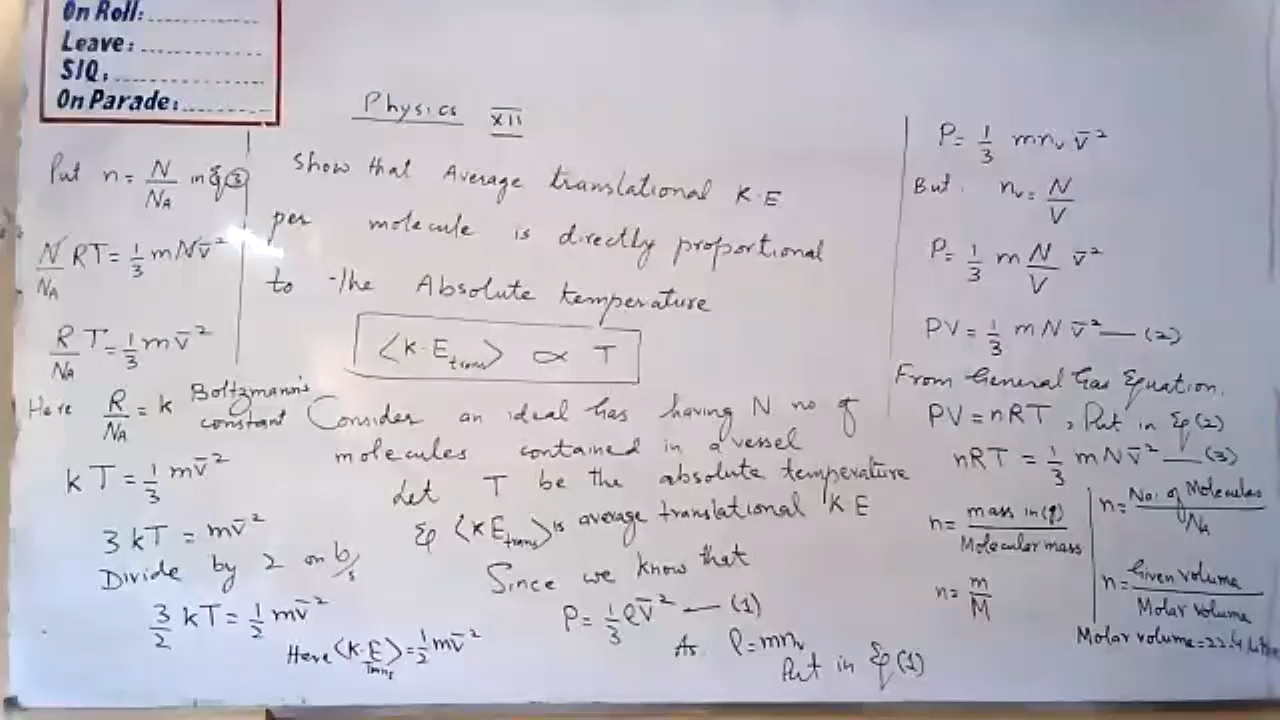 On Roll:
Leave:
SIQ.
On Parade:
Physics XII
Show that Average translational K.E
per molecule is directly proportional
to the Absolute temperature
⟨K.E_trans⟩ ∝ T
Consider an ideal Gas having N no of
molecules contained in a vessel
Let T be the absolute temperature
& ⟨KE_trans⟩ is average translational KE
Since we know that
P = 1/3 ρv̄² — (1)
As ρ=mnᵥ
Put in Eq (1)
P= 1/3 mnᵥ v̄²
But nᵥ = N/V
P= 1/3 m N/V v̄²
PV = 1/3 mN v̄² — (2)
From General Gas Equation.
PV = nRT, Put in Eq (2)
nRT = 1/3 mNv̄² — (3)
n = mass in(g)/Molecular mass
n= m/M
n= No. of Molecules/N_A
n= Given volume/Molar volume
Molar volume = 22.4
Put n= N/N_A in Eq (3)
N/N_A RT = 1/3 mNv̄²
R/N_A T = 1/3 mv̄²
Here R/N_A = k Boltzmann's constant
kT = 1/3 mv̄²
3kT = mv̄²
Divide by 2 on b/s
3/2 kT = 1/2 mv̄²
Here ⟨K.E_Trans⟩ = 1/2 mv̄²